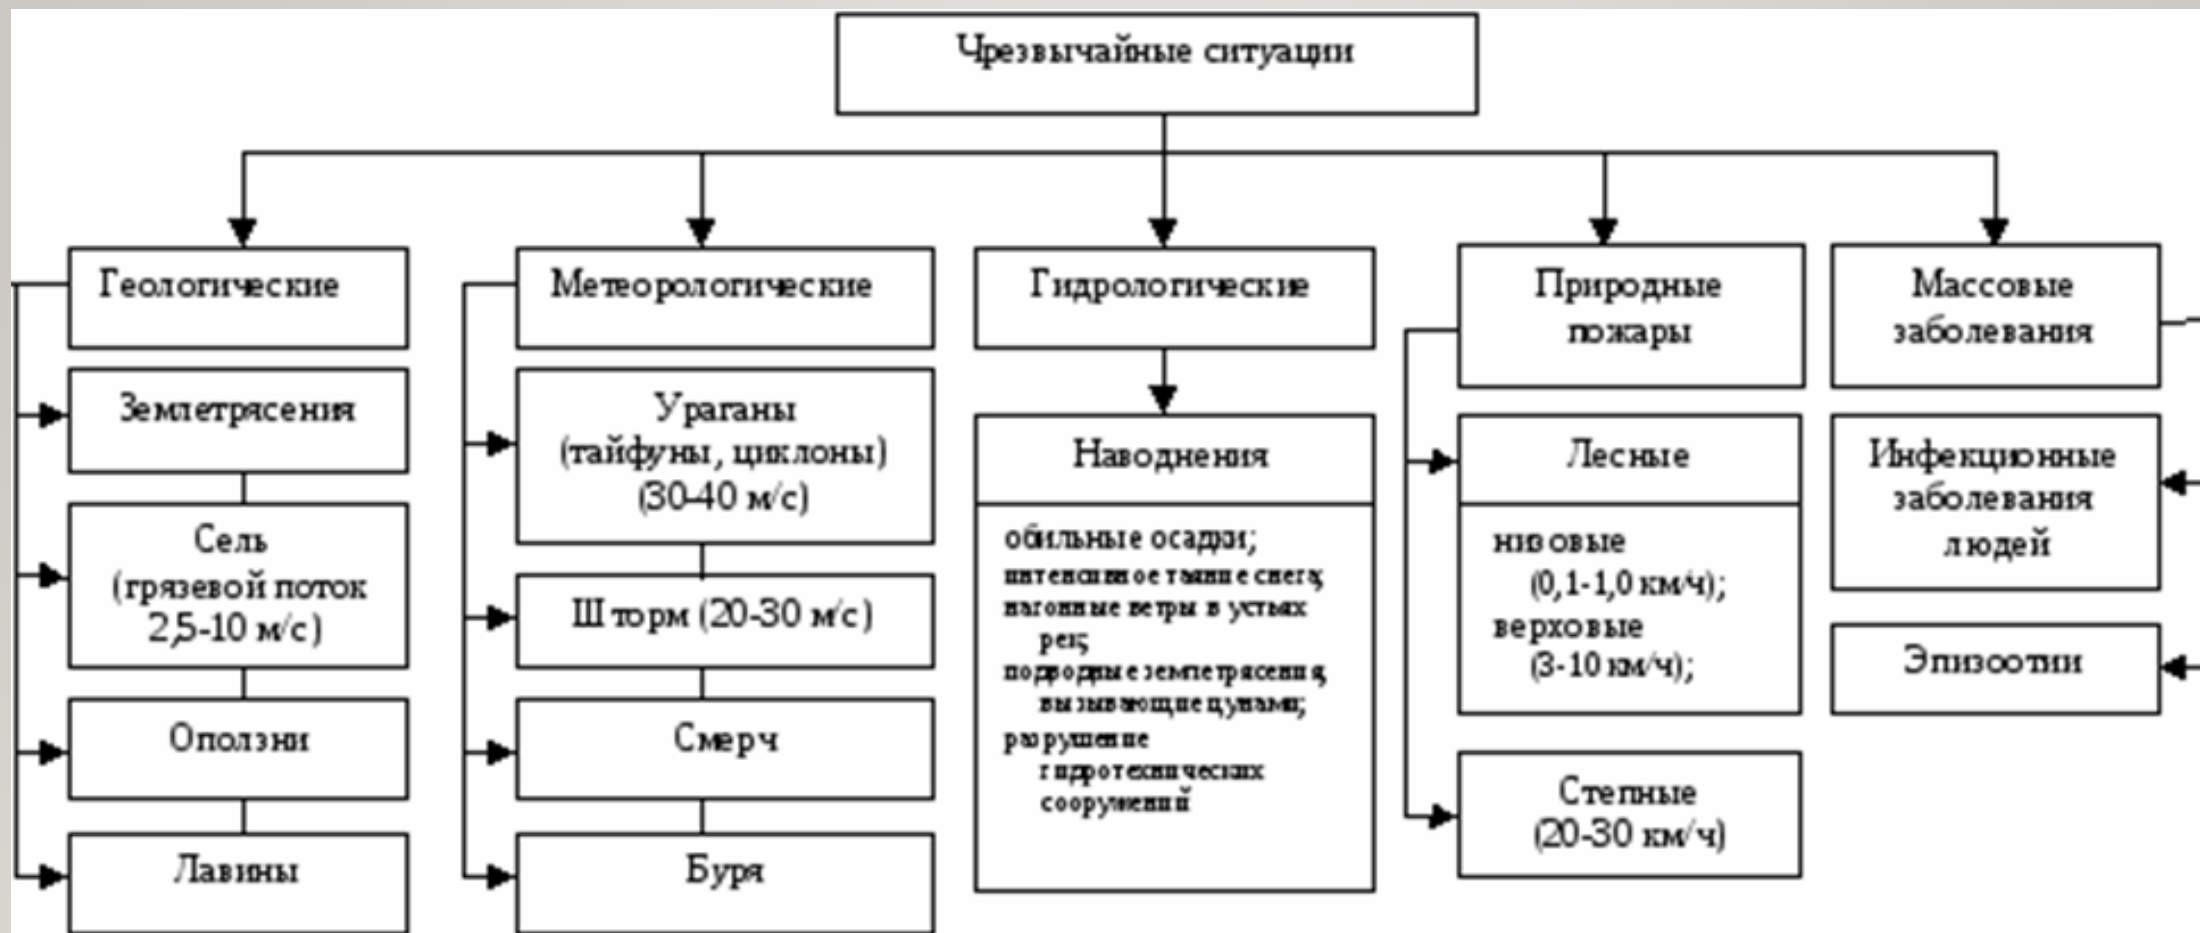 Чрезвычайные ситуации
Геологические
Землетрясения
Сель
(грязевой поток
2,5-10 м/с)
Оползни
Лавины
Метеорологические
Ураганы
(тайфуны, циклоны)
(30-40 м/с)
Шторм (20-30 м/с)
Смерч
Буря
Гидрологические
Наводнения
обильные осадки;
интенсивное таяние снега;
нагонные ветры в устьях
рек;
подводные землетрясения,
вызывающие цунами;
разрушение
гидротехнических
сооружений
Природные
пожары
Лесные
низовые
(0,1-1,0 км/ч);
верховые
(3-10 км/ч);
Степные
(20-30 км/ч)
Массовые
заболевания
Инфекционные
заболевания
людей
Эпизоотии